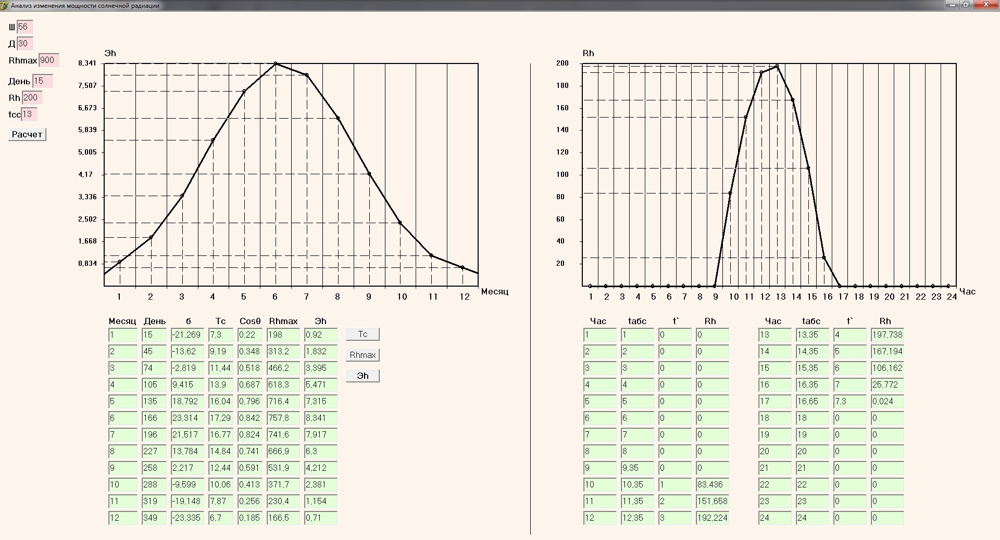 Анализ изменения мощности солнечной радиации
Ш 56
Д 30
Rhmax 900
День 15
Rh 200
tcc 13
Расчет
Эh
8,341
7,507
6,673
5,839
5,005
4,17
3,336
2,502
1,668
0,834
1 2 3 4 5 6 7 8 9 10 11 12
Месяц
Rh
200
180
160
140
120
100
80
60
40
20
1 2 3 4 5 6 7 8 9 10 11 12 13 14 15 16 17 18 19 20 21 22 23 24
Час
Месяц День б Тс Cosθ Rhmax Эh
1 15 -21,269 7,3 0,22 198 0,92
2 45 -13,62 9,19 0,348 313,2 1,832
3 74 -2,819 11,44 0,518 466,2 3,395
4 105 9,415 13,9 0,687 618,3 5,471
5 135 18,792 16,04 0,796 716,4 7,315
6 166 23,314 17,29 0,842 757,8 8,341
7 196 21,517 16,77 0,824 741,6 7,917
8 227 13,784 14,84 0,741 666,9 6,3
9 258 2,217 12,44 0,591 531,9 4,212
10 288 -9,599 10,06 0,413 371,7 2,381
11 319 -19,148 7,87 0,256 230,4 1,154
12 349 -23,335 6,7 0,185 166,5 0,71
Тс
Rhmax
Эh
Час tабс t` Rh
1 1 0 0
2 2 0 0
3 3 0 0
4 4 0 0
5 5 0 0
6 6 0 0
7 7 0 0
8 8 0 0
9 9,35 0 0
10 10,35 1 83,436
11 11,35 2 151,658
12 12,35 3 192,224
Час tабс t` Rh
13 13,35 4 197,738
14 14,35 5 167,194
15 15,35 6 106,162
16 16,35 7 25,772
17 16,65 7,3 0,024
18 18 0 0
19 19 0 0
20 20 0 0
21 21 0 0
22 22 0 0
23 23 0 0
24 24 0 0